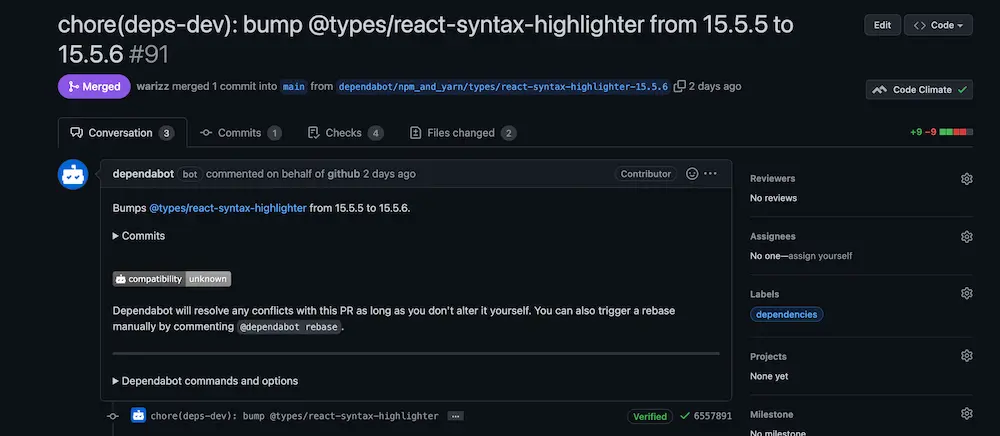 chore(deps-dev): bump @types/react-syntax-highlighter from 15.5.5 to
15.5.6 #91
Edit
<> Code
Merged
warizz merged 1 commit into main from dependabot/npm_and_yarn/types/react-syntax-highlighter-15.5.6 2 days ago
Code Climate
Conversation 3
Commits 1
Checks 4
Files changed 2
+9 −9
dependabot bot commented on behalf of github 2 days ago
Contributor
Bumps @types/react-syntax-highlighter from 15.5.5 to 15.5.6.
Commits
compatibility unknown
Dependabot will resolve any conflicts with this PR as long as you don't alter it yourself. You can also trigger a rebase
manually by commenting @dependabot rebase.
Dependabot commands and options
chore(deps-dev): bump @types/react-syntax-highlighter ...
Verified
6557891
Reviewers
No reviews
Assignees
No one—assign yourself
Labels
dependencies
Projects
None yet
Milestone
No milestone